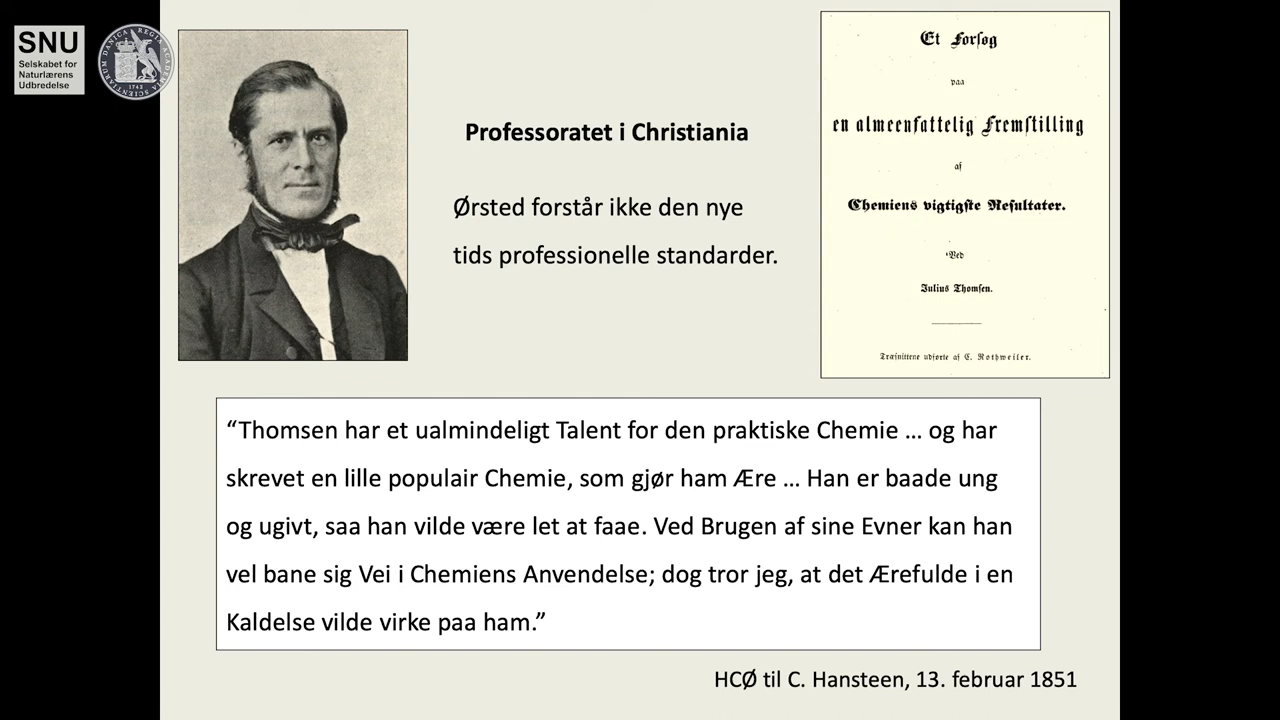 SNU
Selskabet for
Naturlærens
Udbredelse
REGIA ACADEMIA SCIENTIARUM DANICA
1742
Professoratet i Christiania
Ørsted forstår ikke den nye
tids professionelle standarder.
Et Forſøg
paa
en almeenfattelig Fremſtilling
af
Chemiens vigtigſte Reſultater.
Ved
Julius Thomſen.
Træſnittene udførte af C. Rothweiler.
“Thomsen har et ualmindeligt Talent for den praktiske Chemie … og har
skrevet en lille populair Chemie, som gjør ham Ære … Han er baade ung
og ugivt, saa han vilde være let at faae. Ved Brugen af sine Evner kan han
vel bane sig Vei i Chemiens Anvendelse; dog tror jeg, at det Ærefulde i en
Kaldelse vilde virke paa ham.”
HCØ til C. Hansteen, 13. februar 1851